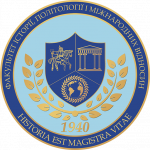 ФАКУЛЬТЕТ ІСТОРІЇ, ПОЛІТОЛОГІЇ І МІЖНАРОДНИХ ВІДНОСИН
1940
HISTORIA EST MAGISTRA VITAE